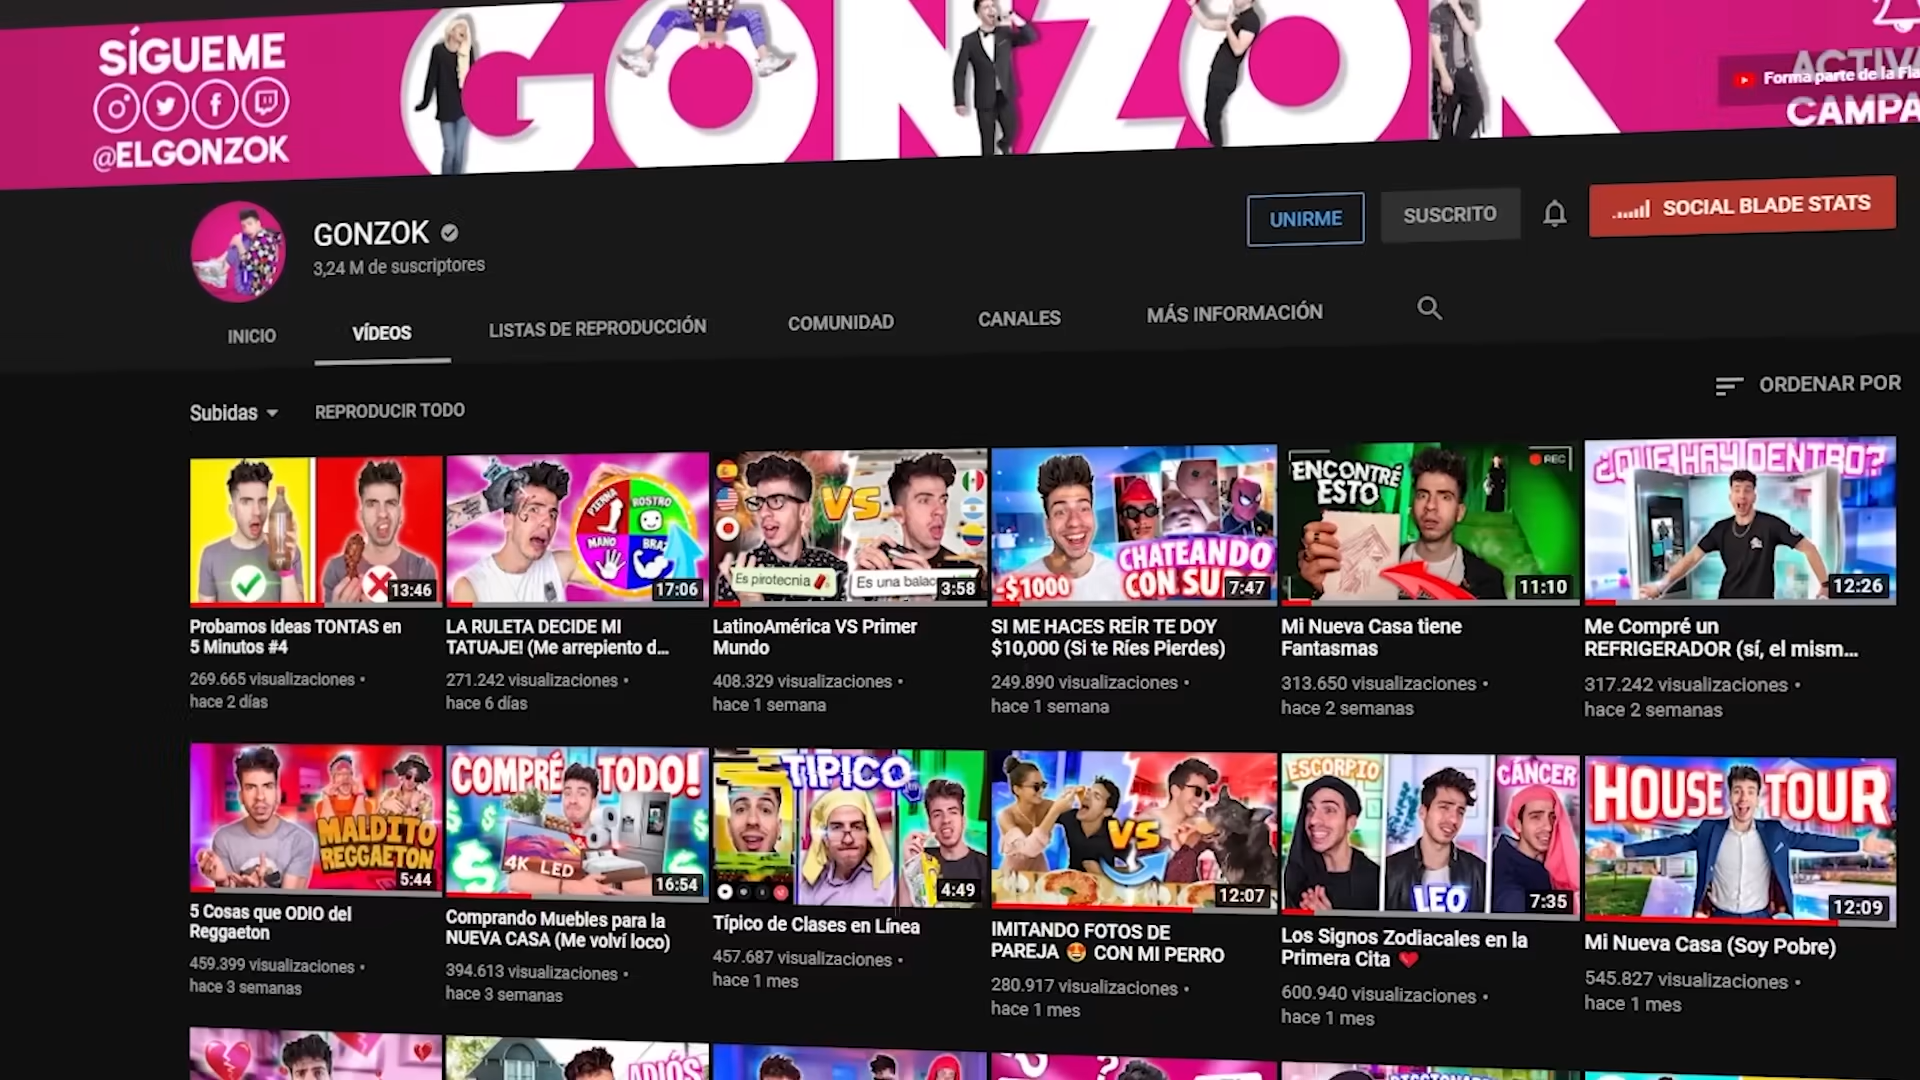 SÍGUEME
@ELGONZOK
GONZOK
ACTIV
Forma parte de la Fla
CAMPA
GONZOK
3,24 M de suscriptores
UNIRME
SUSCRITO
SOCIAL BLADE STATS
INICIO
VÍDEOS
LISTAS DE REPRODUCCIÓN
COMUNIDAD
CANALES
MÁS INFORMACIÓN
Subidas
REPRODUCIR TODO
ORDENAR POR
13:46
PIERNA
ROSTRO
MANO
BRAZ
17:06
VS
Es pirotecnia
Es una balac
3:58
-$1000
CHATEANDO
CON SU
7:47
ENCONTRÉ
ESTO
REC
11:10
¿QUE HAY DENTRO?
12:26
Probamos Ideas TONTAS en
5 Minutos #4
269.665 visualizaciones •
hace 2 días
LA RULETA DECIDE MI
TATUAJE! (Me arrepiento d...
271.242 visualizaciones •
hace 6 días
LatinoAmérica VS Primer
Mundo
408.329 visualizaciones •
hace 1 semana
SI ME HACES REÍR TE DOY
$10,000 (Si te Ríes Pierdes)
249.890 visualizaciones •
hace 1 semana
Mi Nueva Casa tiene
Fantasmas
313.650 visualizaciones •
hace 2 semanas
Me Compré un
REFRIGERADOR (sí, el mism...
317.242 visualizaciones •
hace 2 semanas
MALDITO
REGGAETON
5:44
COMPRÉ TODO!
4K LED
16:54
TIPICO
4:49
VS
12:07
ESCORPIO
CÁNCER
LEO
7:35
HOUSE TOUR
12:09
5 Cosas que ODIO del
Reggaeton
459.399 visualizaciones •
hace 3 semanas
Comprando Muebles para la
NUEVA CASA (Me volví loco)
394.613 visualizaciones •
hace 3 semanas
Típico de Clases en Línea
457.687 visualizaciones •
hace 1 mes
IMITANDO FOTOS DE
PAREJA 😍 CON MI PERRO
280.917 visualizaciones •
hace 1 mes
Los Signos Zodiacales en la
Primera Cita ❤️
600.940 visualizaciones •
hace 1 mes
Mi Nueva Casa (Soy Pobre)
545.827 visualizaciones •
hace 1 mes
ADIÓS